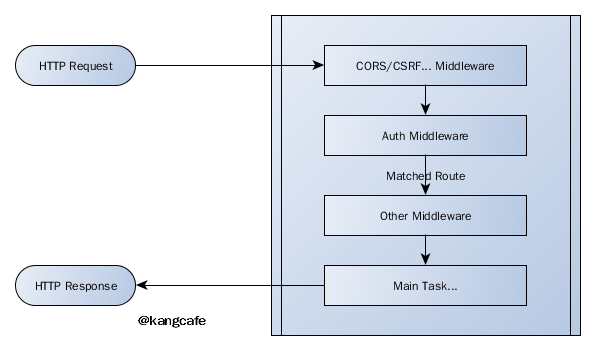 HTTP Request
CORS/CSRF... Middleware
Auth Middleware
Matched Route
Other Middleware
HTTP Response
Main Task...
@kangcafe